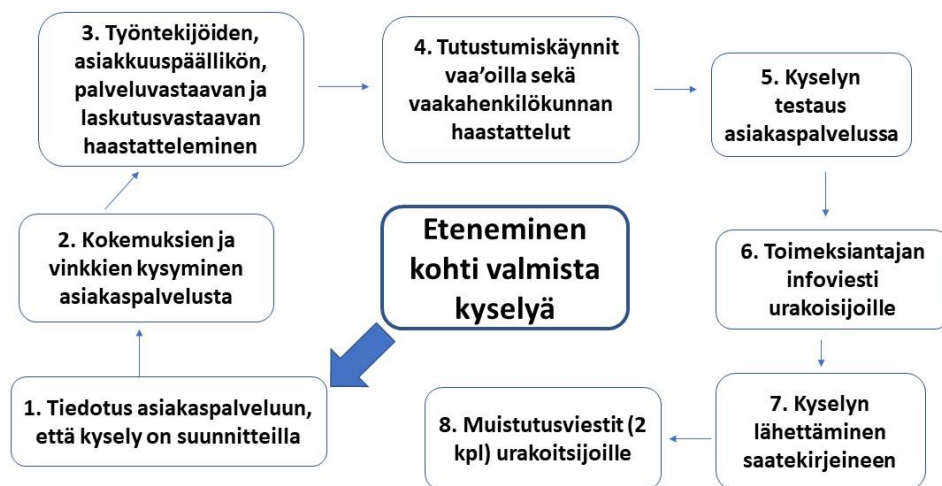 3. Työntekijöiden,
asiakkuuspäällikön,
palveluvastaavan ja
laskutusvastaavan
haastatteleminen
4. Tutustumiskäynnit
vaa'oilla sekä
vaakahenkilökunnan
haastattelut
5. Kyselyn
testaus
asiakaspalvelussa
2. Kokemuksien ja
vinkkien kysyminen
asiakaspalvelusta
Eteneminen
kohti valmista
kyselyä
6. Toimeksiantajan
infoviesti
urakoisijoille
1. Tiedotus asiakaspalveluun,
että kysely on suunnitteilla
8. Muistutusviestit (2
kpl) urakoitsijoille
7. Kyselyn
lähettäminen
saatekirjeineen